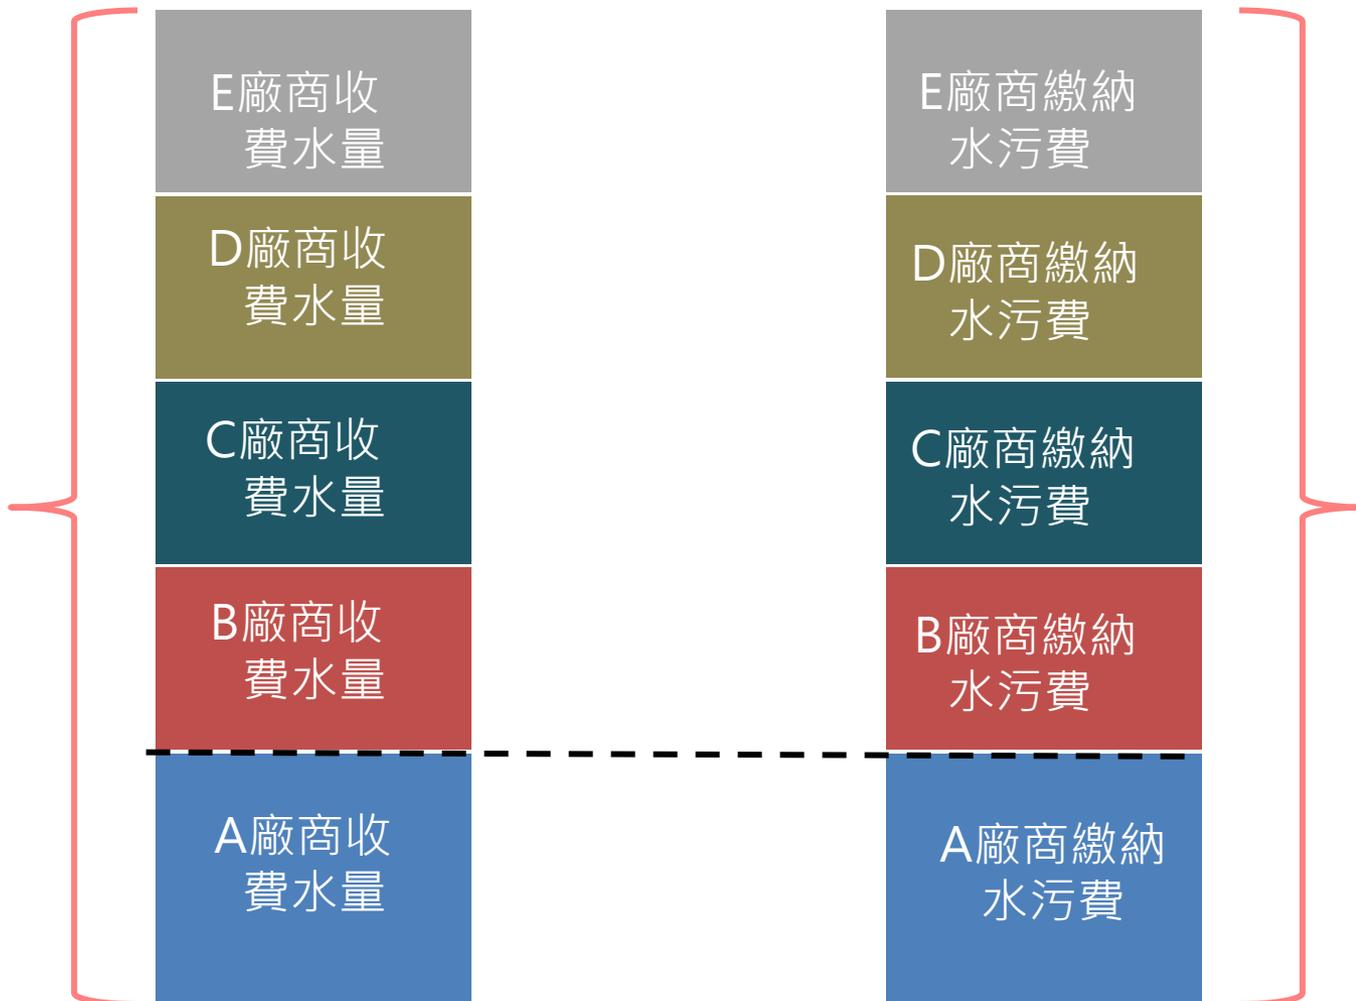 E廠商收
費水量
D廠商收
費水量
C廠商收
費水量
B廠商收
費水量
A廠商收
費水量
E廠商繳納
水污費
D廠商繳納
水污費
C廠商繳納
水污費
B廠商繳納
水污費
A廠商繳納
水污費